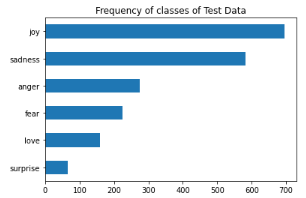 Frequency of classes of Test Data
joy
sadness
anger
fear
love
surprise
0 100 200 300 400 500 600 700